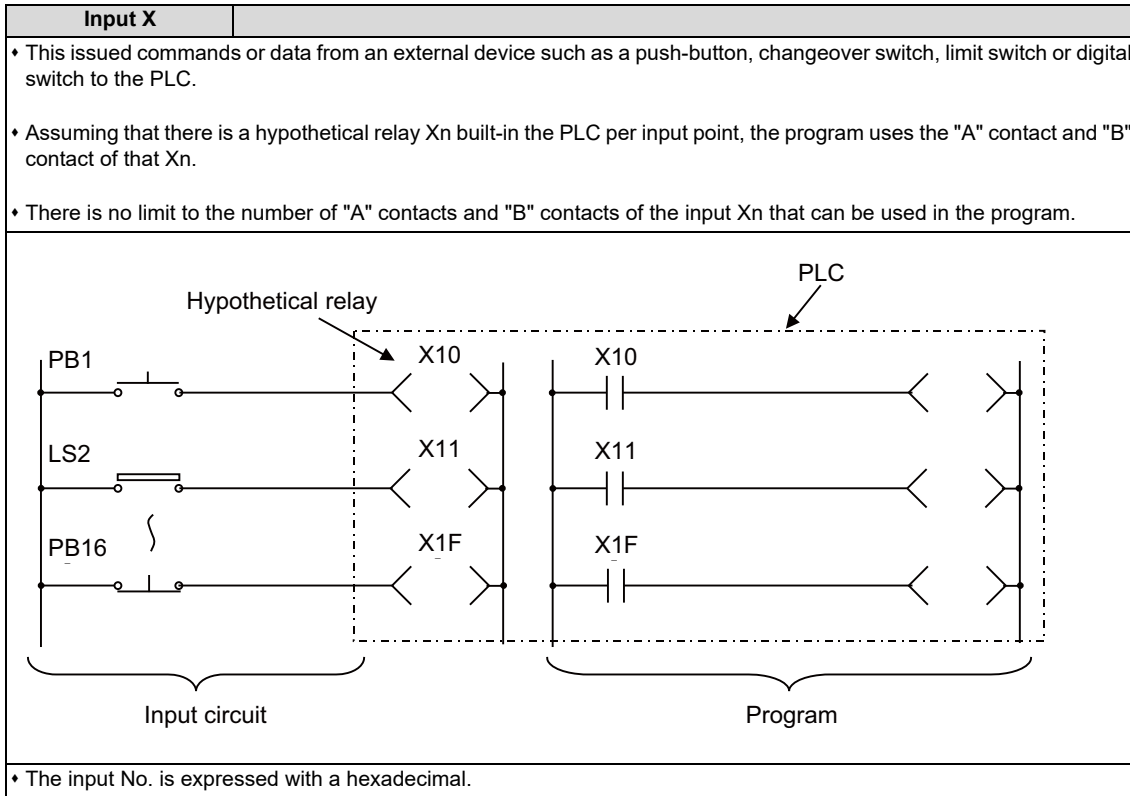 Input X
♦ This issued commands or data from an external device such as a push-button, changeover switch, limit switch or digital
switch to the PLC.
♦ Assuming that there is a hypothetical relay Xn built-in the PLC per input point, the program uses the "A" contact and "B"
contact of that Xn.
♦ There is no limit to the number of "A" contacts and "B" contacts of the input Xn that can be used in the program.
PLC
Hypothetical relay
PB1 X10 X10
LS2 X11 X11
PB16 X1F X1F
Input circuit Program
♦ The input No. is expressed with a hexadecimal.